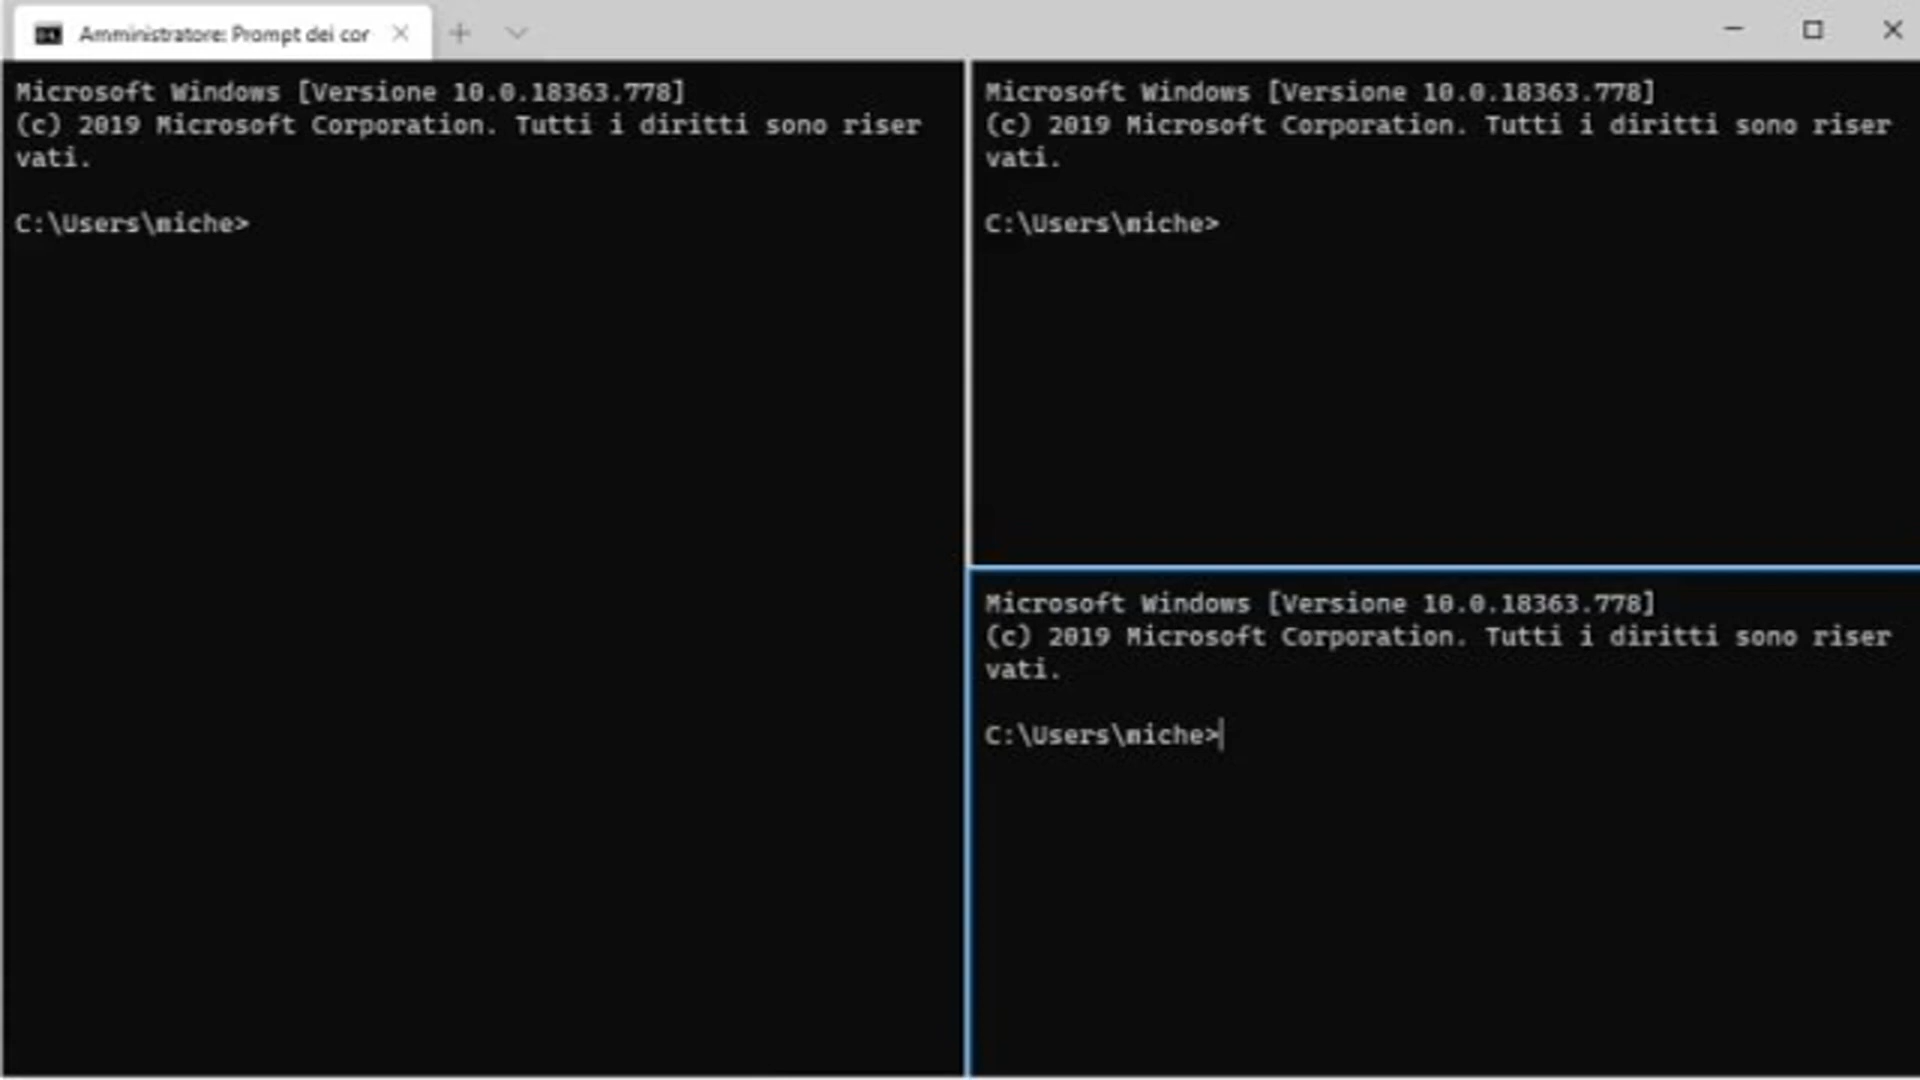 Amministratore: Prompt dei cor
Microsoft Windows [Versione 10.0.18363.778]
(c) 2019 Microsoft Corporation. Tutti i diritti sono riser
vati.
C:\Users\miche>
Microsoft Windows [Versione 10.0.18363.778]
(c) 2019 Microsoft Corporation. Tutti i diritti sono riser
vati.
C:\Users\miche>
Microsoft Windows [Versione 10.0.18363.778]
(c) 2019 Microsoft Corporation. Tutti i diritti sono riser
vati.
C:\Users\miche>